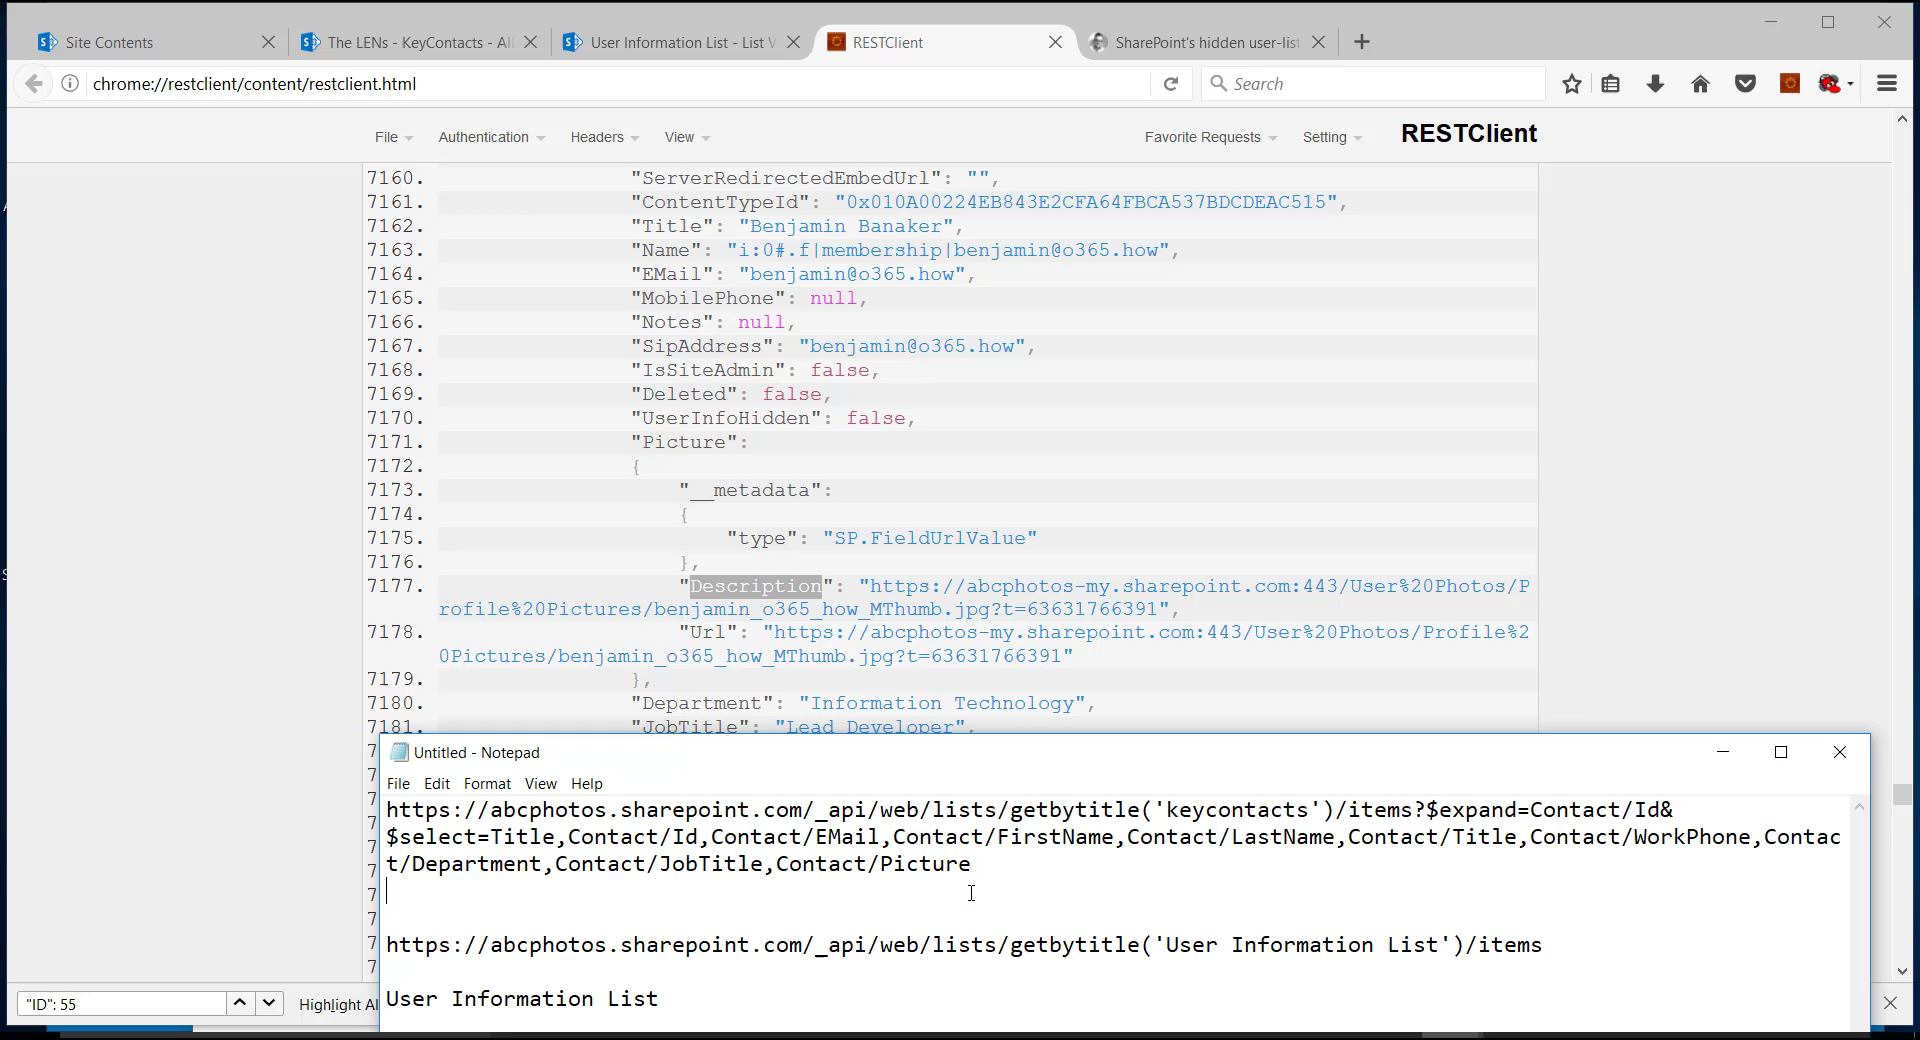 Site Contents
The LENs - KeyContacts - All
User Information List - List V
RESTClient
SharePoint's hidden user-list
chrome://restclient/content/restclient.html
Search
File
Authentication
Headers
View
Favorite Requests
Setting
RESTClient
7160. "ServerRedirectedEmbedUrl": "",
7161. "ContentTypeId": "0x010A00224EB843E2CFA64FBCA537BDCDEAC515",
7162. "Title": "Benjamin Banaker",
7163. "Name": "i:0#.f|membership|benjamin@o365.how",
7164. "EMail": "benjamin@o365.how",
7165. "MobilePhone": null,
7166. "Notes": null,
7167. "SipAddress": "benjamin@o365.how",
7168. "IsSiteAdmin": false,
7169. "Deleted": false,
7170. "UserInfoHidden": false,
7171. "Picture":
7172. {
7173. "__metadata":
7174. {
7175. "type": "SP.FieldUrlValue"
7176. },
7177. "Description": "https://abcphotos-my.sharepoint.com:443/User%20Photos/P
rofile%20Pictures/benjamin_o365_how_MThumb.jpg?t=63631766391",
7178. "Url": "https://abcphotos-my.sharepoint.com:443/User%20Photos/Profile%2
0Pictures/benjamin_o365_how_MThumb.jpg?t=63631766391"
7179. },
7180. "Department": "Information Technology",
7181. "JobTitle": "Lead Developer",
Untitled - Notepad
File Edit Format View Help
https://abcphotos.sharepoint.com/_api/web/lists/getbytitle('keycontacts')/items?$expand=Contact/Id&
$select=Title,Contact/Id,Contact/EMail,Contact/FirstName,Contact/LastName,Contact/Title,Contact/WorkPhone,Contac
t/Department,Contact/JobTitle,Contact/Picture
https://abcphotos.sharepoint.com/_api/web/lists/getbytitle('User Information List')/items
User Information List
"ID": 55
Highlight Al